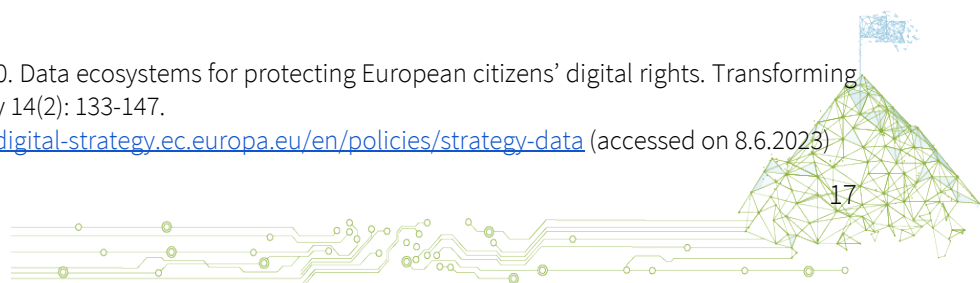 0. Data ecosystems for protecting European citizens’ digital rights. Transforming
y 14(2): 133-147.
digital-strategy.ec.europa.eu/en/policies/strategy-data (accessed on 8.6.2023)
17